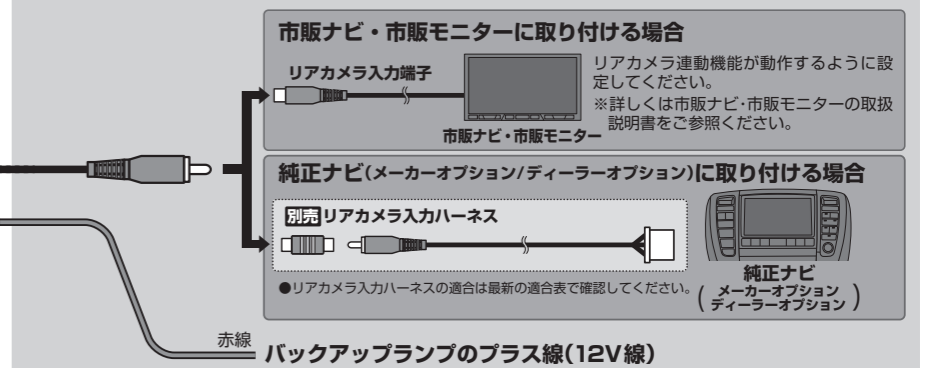 市販ナビ・市販モニターに取り付ける場合
リアカメラ入力端子
リアカメラ連動機能が動作するように設
定してください。
※詳しくは市販ナビ・市販モニターの取扱
説明書をご参照ください。
市販ナビ・市販モニター
純正ナビ(メーカーオプション/ディーラーオプション)に取り付ける場合
別売 リアカメラ入力ハーネス
●リアカメラ入力ハーネスの適合は最新の適合表で確認してください。
純正ナビ
(メーカーオプション
ディーラーオプション)
赤線
バックアップランプのプラス線(12V線)